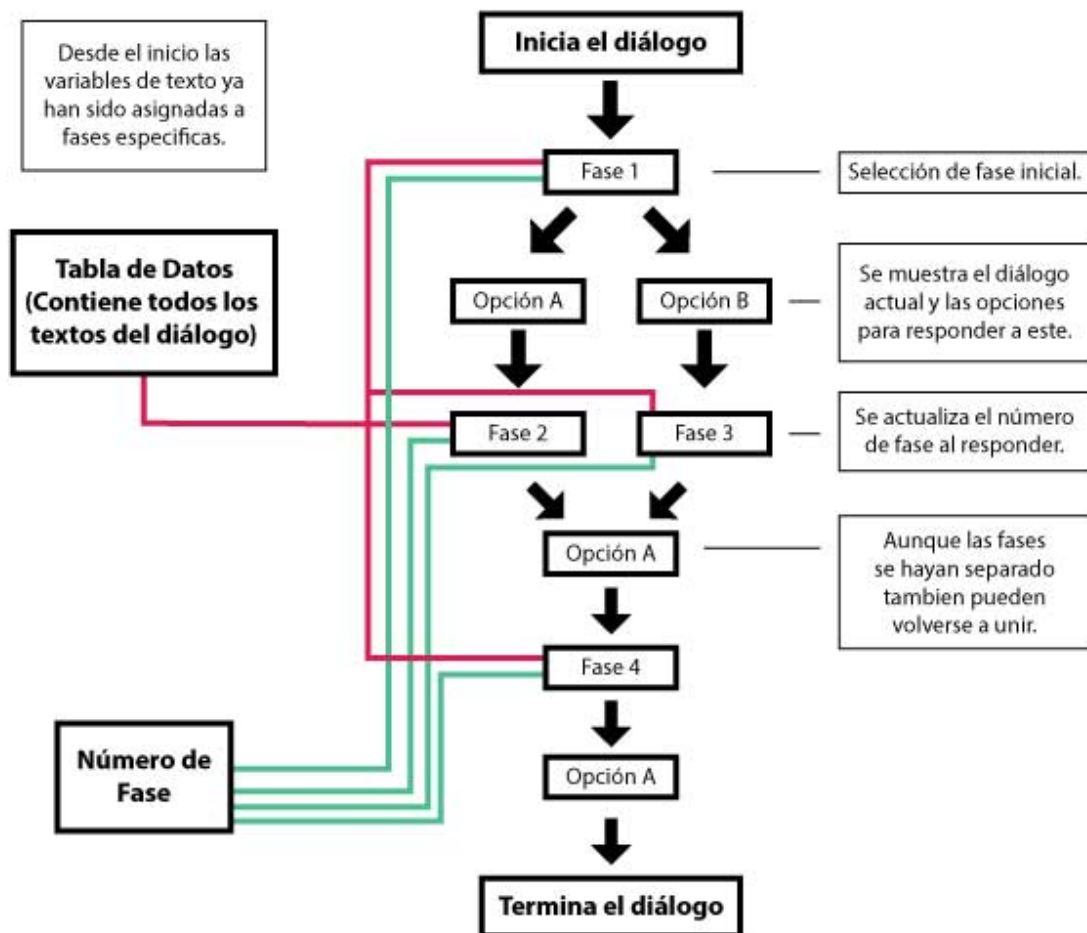 Inicia el diálogo
Desde el inicio las
variables de texto ya
han sido asignadas a
fases especificas.
Fase 1
Selección de fase inicial.
Tabla de Datos
(Contiene todos los
textos del diálogo)
Opción A
Opción B
Se muestra el diálogo
actual y las opciones
para responder a este.
Fase 2
Fase 3
Se actualiza el número
de fase al responder.
Opción A
Aunque las fases
se hayan separado
tambien pueden
volverse a unir.
Fase 4
Número de
Fase
Opción A
Termina el diálogo